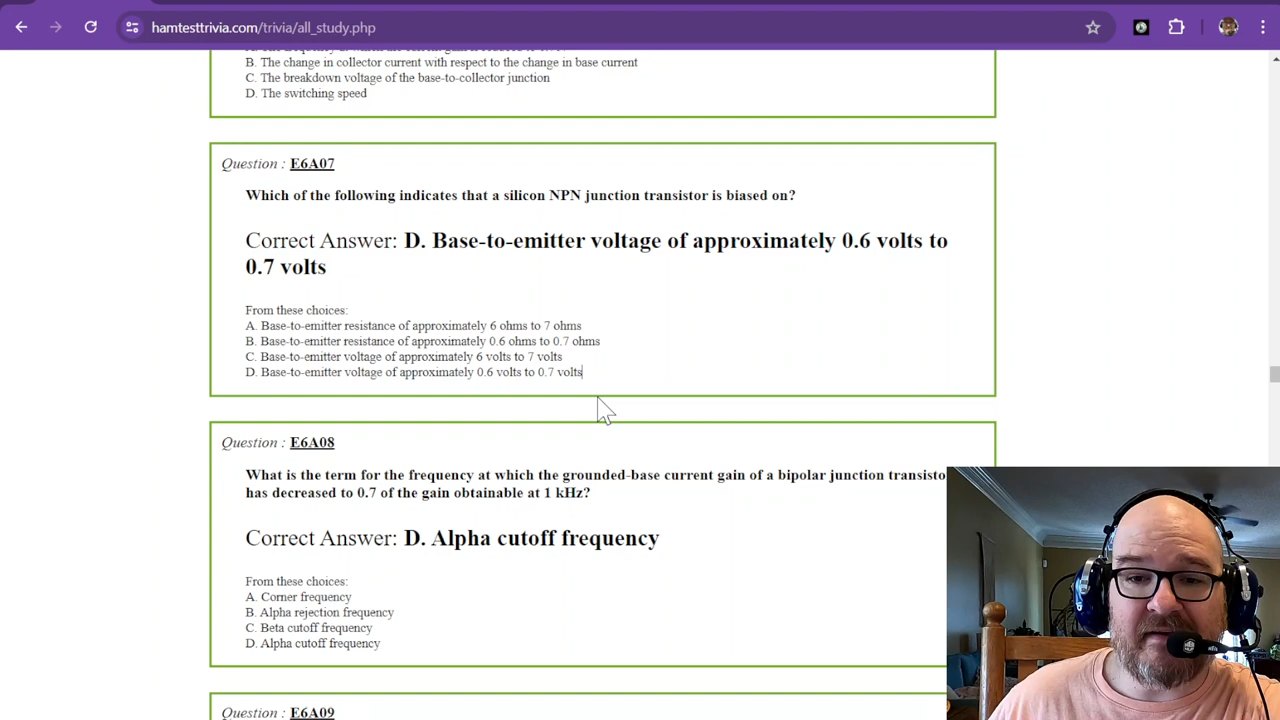 hamtesttrivia.com/trivia/all_study.php
B. The change in collector current with respect to the change in base current
C. The breakdown voltage of the base-to-collector junction
D. The switching speed
Question : E6A07
Which of the following indicates that a silicon NPN junction transistor is biased on?
Correct Answer: D. Base-to-emitter voltage of approximately 0.6 volts to
0.7 volts
From these choices:
A. Base-to-emitter resistance of approximately 6 ohms to 7 ohms
B. Base-to-emitter resistance of approximately 0.6 ohms to 0.7 ohms
C. Base-to-emitter voltage of approximately 6 volts to 7 volts
D. Base-to-emitter voltage of approximately 0.6 volts to 0.7 volts
Question : E6A08
What is the term for the frequency at which the grounded-base current gain of a bipolar junction transisto
has decreased to 0.7 of the gain obtainable at 1 kHz?
Correct Answer: D. Alpha cutoff frequency
From these choices:
A. Corner frequency
B. Alpha rejection frequency
C. Beta cutoff frequency
D. Alpha cutoff frequency
Question : E6A09